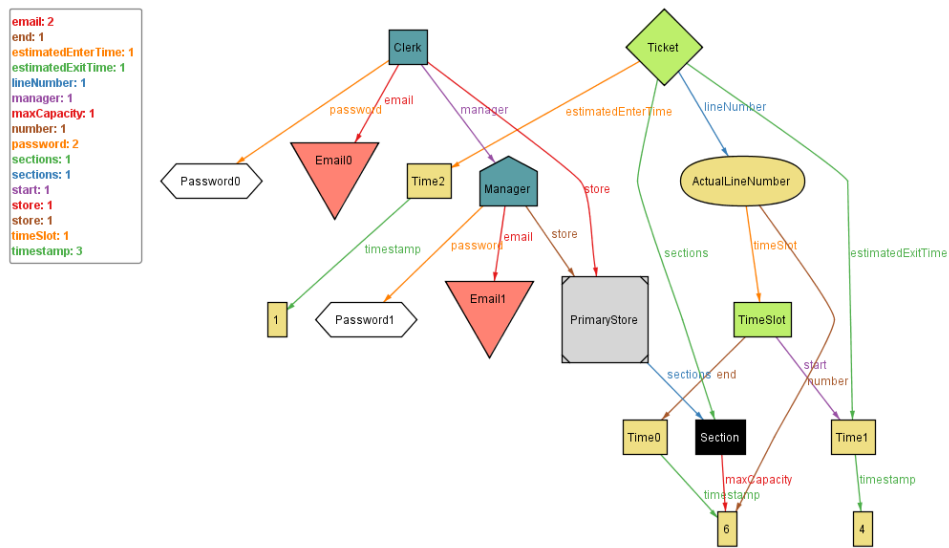 email: 2
end: 1
estimatedEnterTime: 1
estimatedExitTime: 1
lineNumber: 1
manager: 1
maxCapacity: 1
number: 1
password: 2
sections: 1
sections: 1
start: 1
store: 1
store: 1
timeSlot: 1
timestamp: 3
Clerk
Ticket
password
email
manager
estimatedEnterTime
lineNumber
Password0
Email0
Time2
Manager
store
ActualLineNumber
timestamp
password
email
store
sections
timeSlot
estimatedExitTime
1
Password1
Email1
PrimaryStore
TimeSlot
sections
end
start
number
Time0
Section
Time1
maxCapacity
timestamp
timestamp
6
4